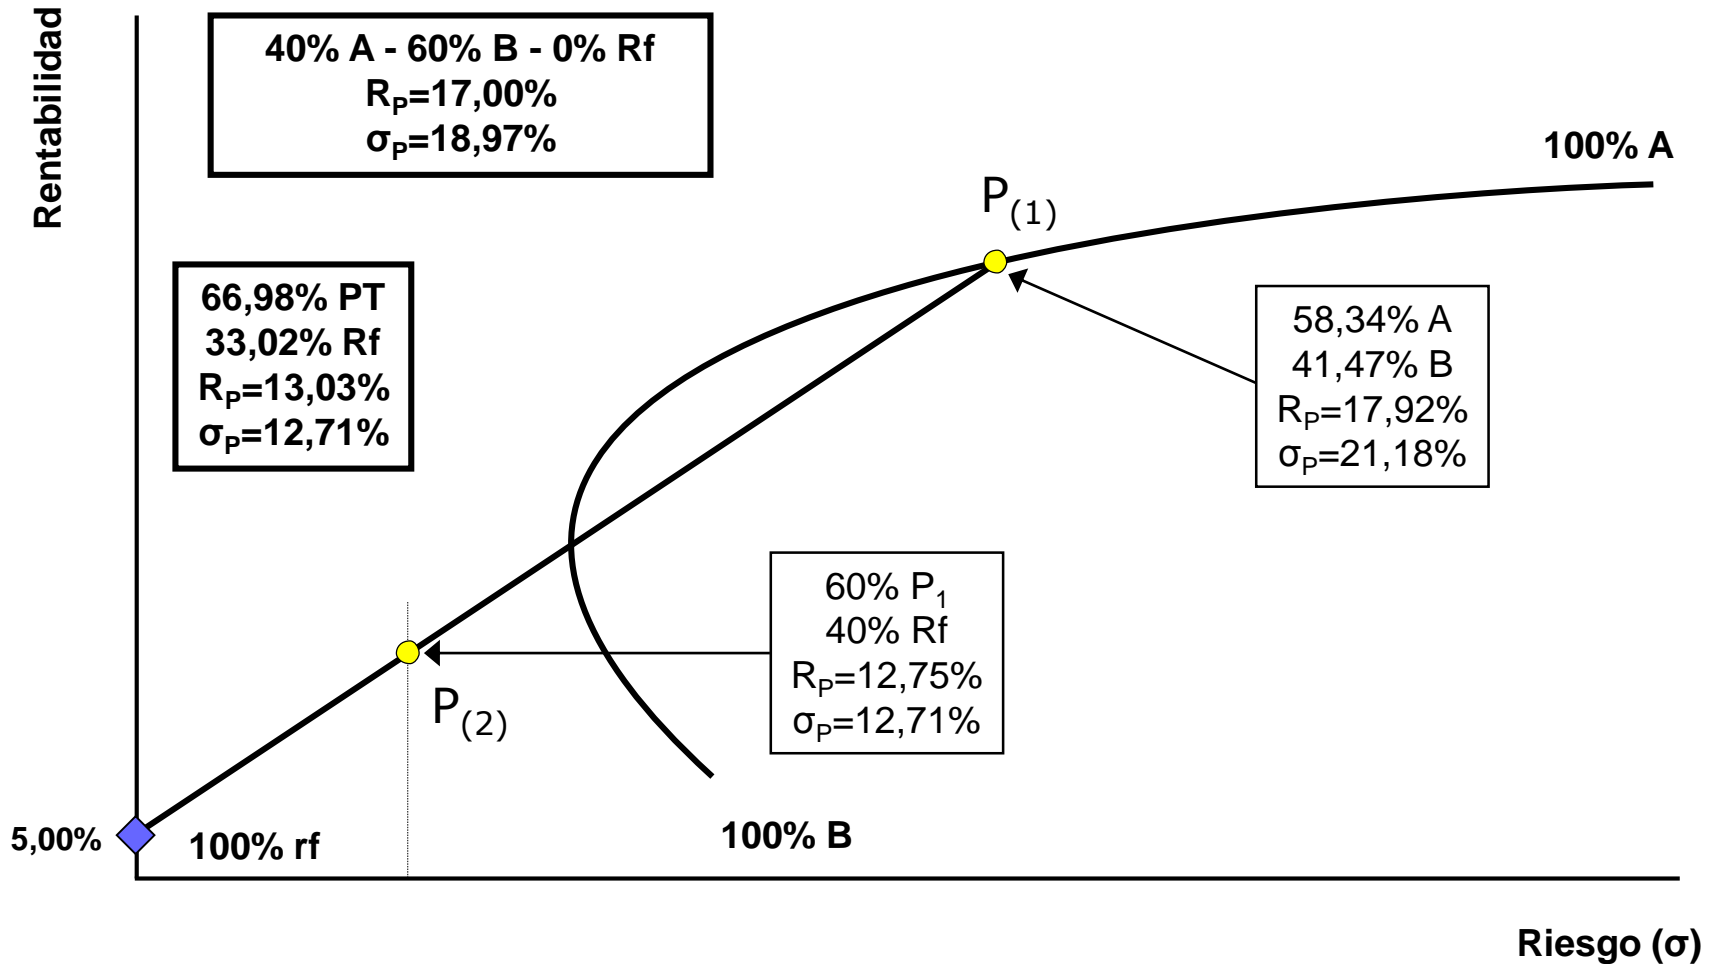 Rentabilidad
40% A - 60% B - 0% Rf
RP=17,00%
σP=18,97%
100% A
P(1)
66,98% PT
33,02% Rf
RP=13,03%
σP=12,71%
58,34% A
41,47% B
RP=17,92%
σP=21,18%
60% P1
40% Rf
RP=12,75%
σP=12,71%
P(2)
5,00%
100% rf
100% B
Riesgo (σ)